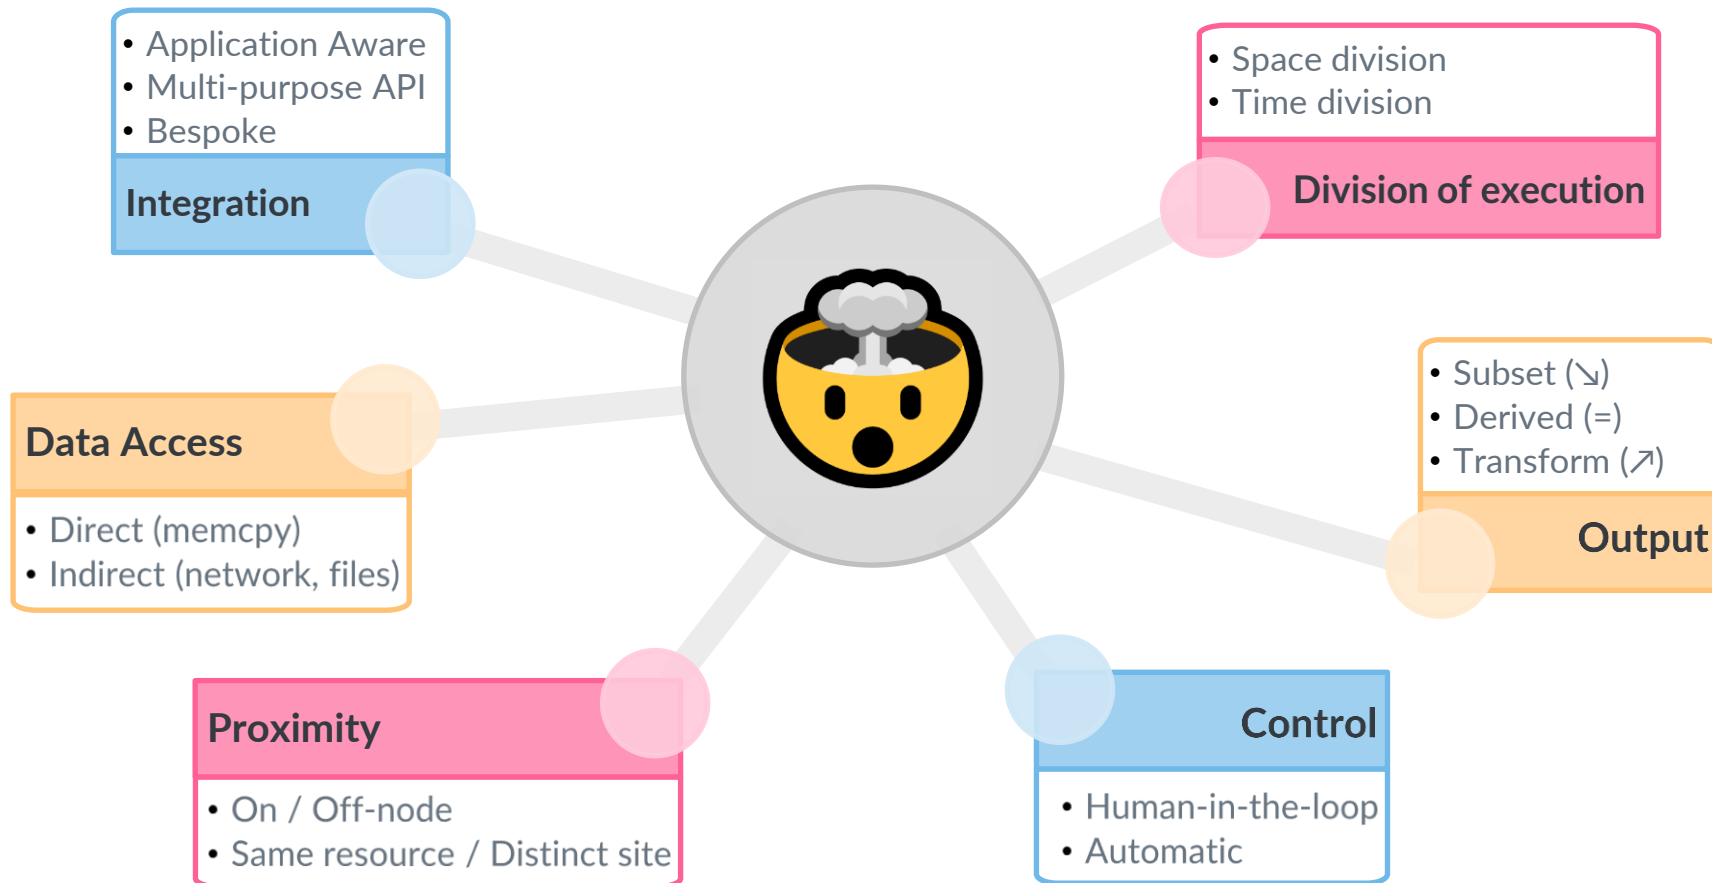 • Application Aware
• Multi-purpose API
• Bespoke
Integration
• Space division
• Time division
Division of execution
Data Access
• Direct (memcpy)
• Indirect (network, files)
• Subset (↘)
• Derived (=)
• Transform (↗)
Output
Proximity
• On / Off-node
• Same resource / Distinct site
Control
• Human-in-the-loop
• Automatic